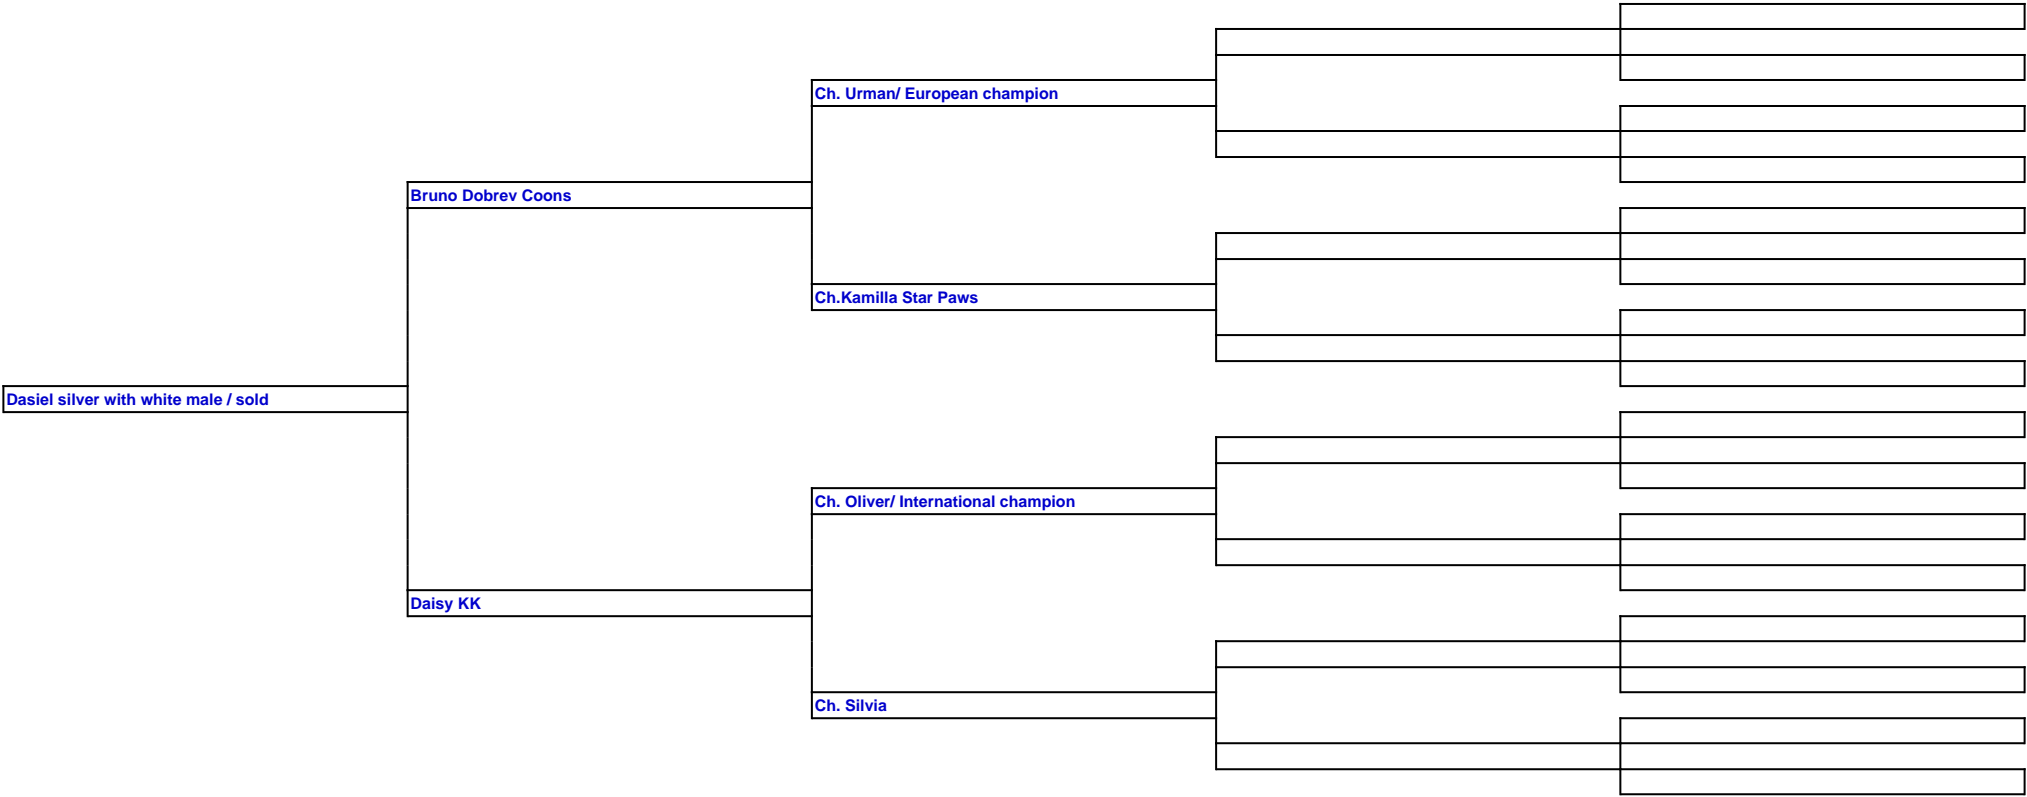 Ch. Urman/ European champion
Bruno Dobrev Coons
Ch.Kamilla Star Paws
Dasiel silver with white male / sold
Ch. Oliver/ International champion
Daisy KK
Ch. Silvia